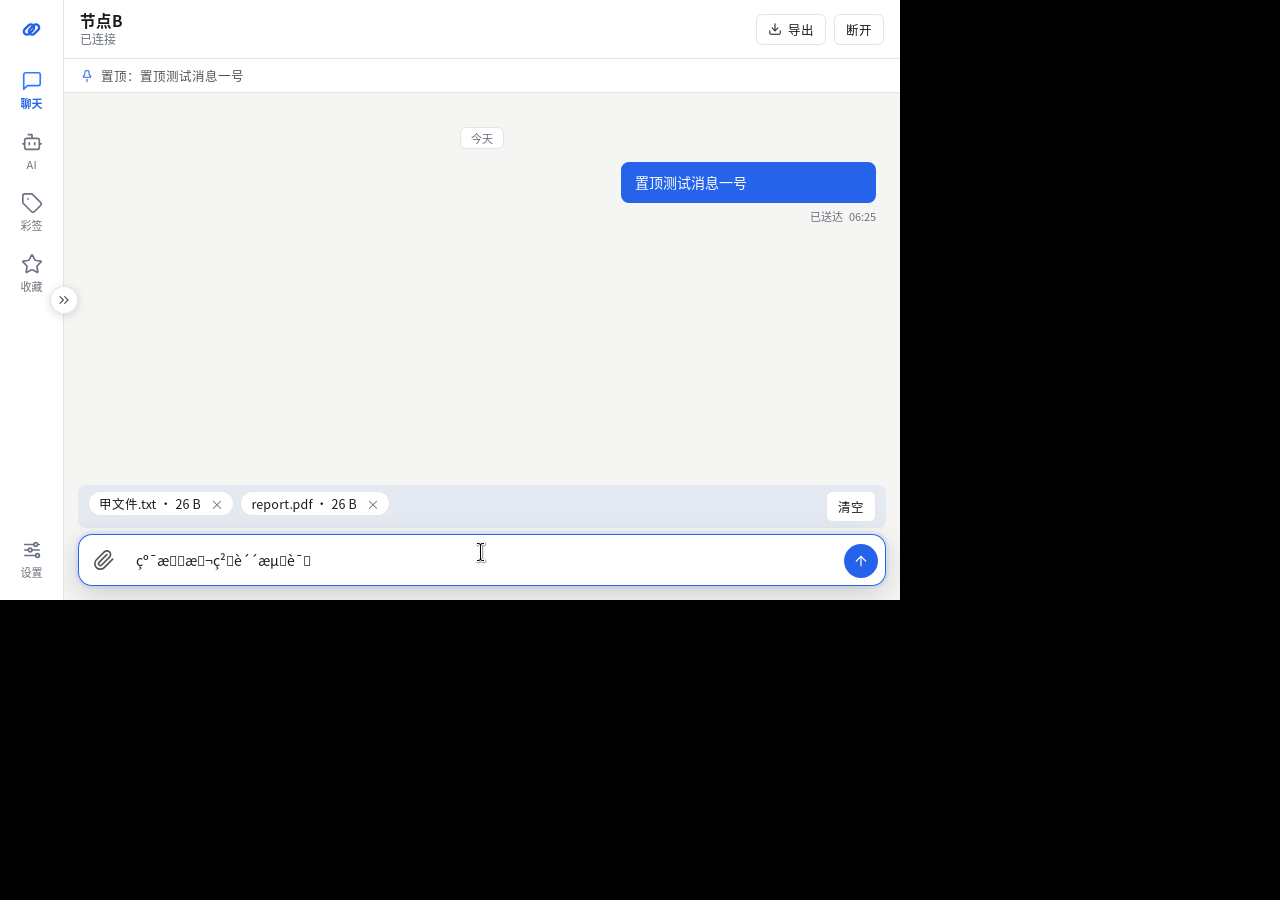 节点B
已连接
导出
断开
聊天
AI
彩签
收藏
设置
置顶：置顶测试消息一号
今天
置顶测试消息一号
已送达 06:25
甲文件.txt · 26 B
report.pdf · 26 B
清空